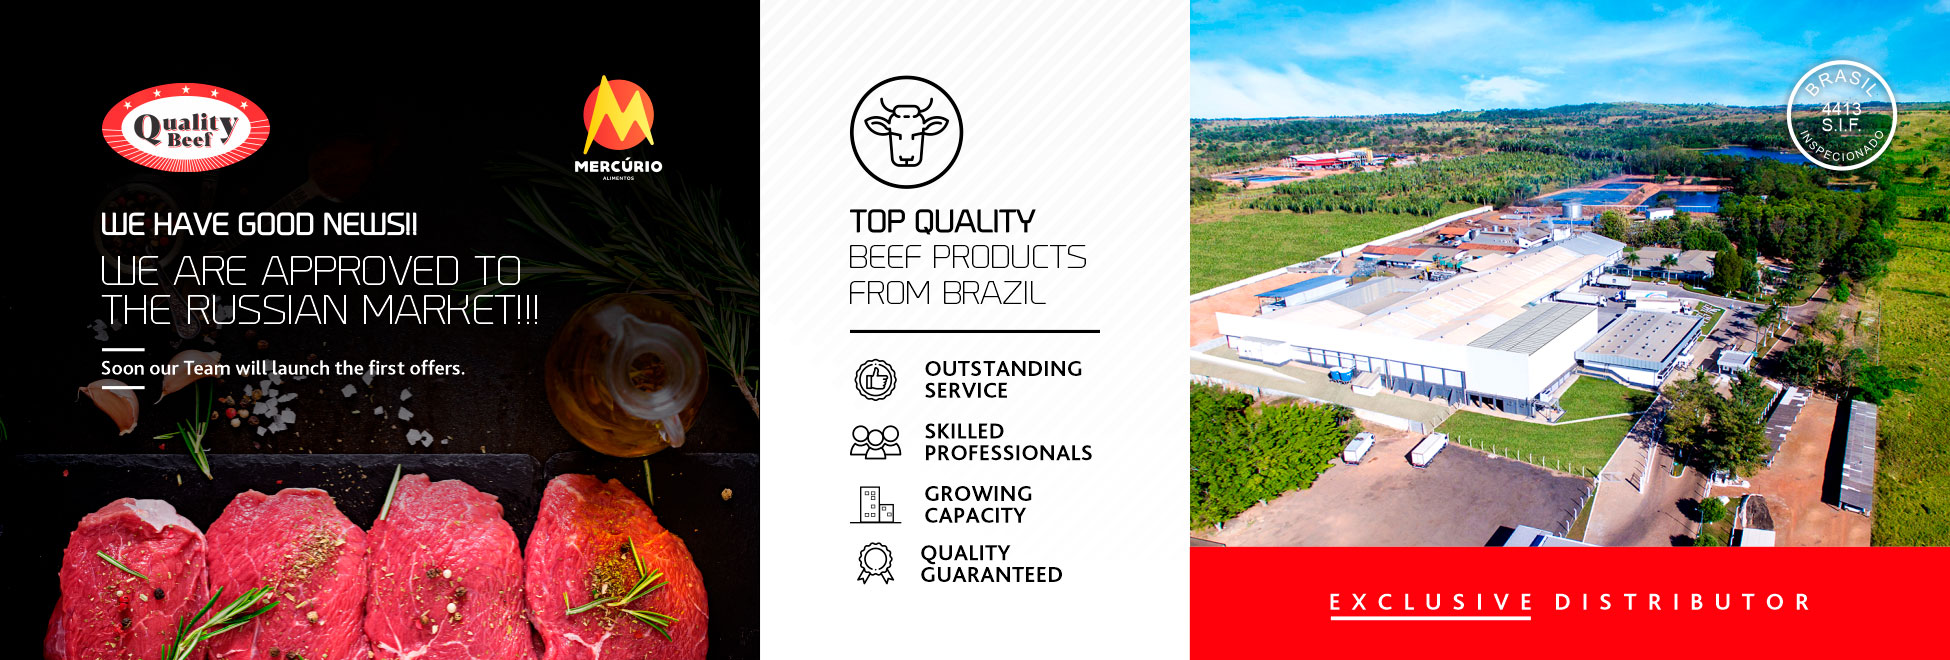 Quality
Beef
MERCÚRIO
ALIMENTOS
WE HAVE GOOD NEWS!!
WE ARE APPROVED TO
THE RUSSIAN MARKET!!!
Soon our Team will launch the first offers.
TOP QUALITY
BEEF PRODUCTS
FROM BRAZIL
OUTSTANDING
SERVICE
SKILLED
PROFESSIONALS
GROWING
CAPACITY
QUALITY
GUARANTEED
BRASIL
4413
S.I.F.
INSPECIONADO
EXCLUSIVE DISTRIBUTOR